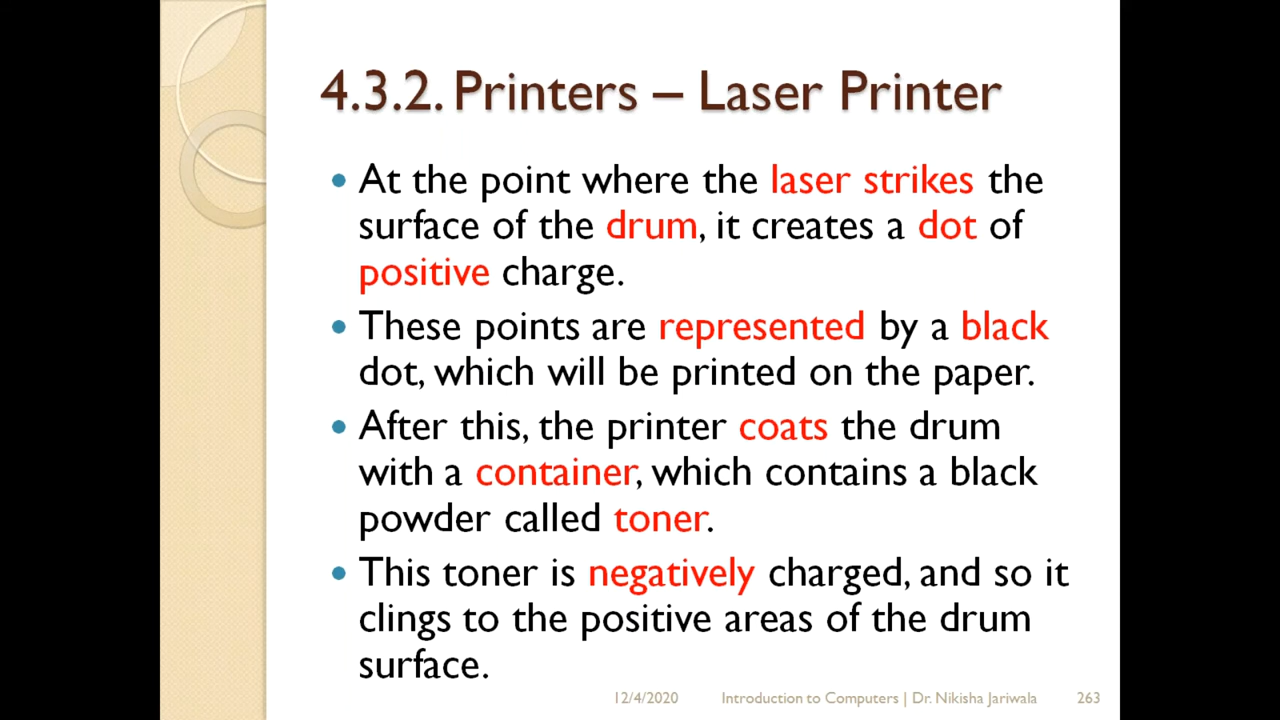 4.3.2. Printers – Laser Printer
• At the point where the laser strikes the
surface of the drum, it creates a dot of
positive charge.
• These points are represented by a black
dot, which will be printed on the paper.
• After this, the printer coats the drum
with a container, which contains a black
powder called toner.
• This toner is negatively charged, and so it
clings to the positive areas of the drum
surface.
12/4/2020 Introduction to Computers | Dr. Nikisha Jariwala 263